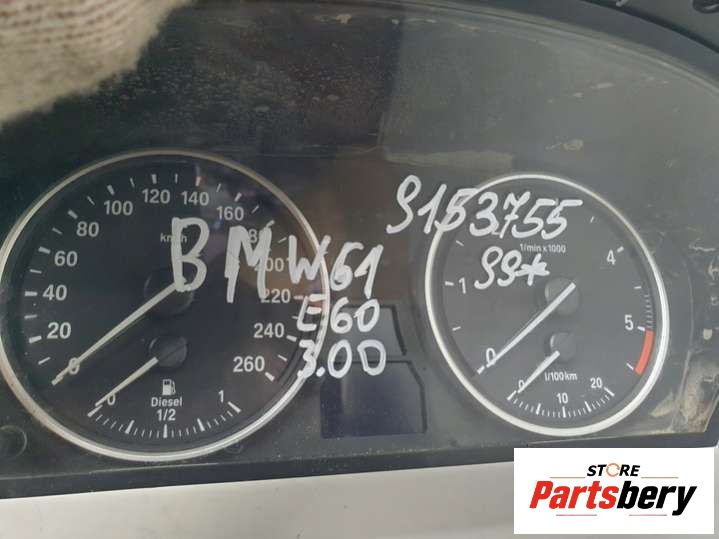 120 140
100 160
80 km/h 180
60 200
40 220
20 240
0 260
0 1/2 1
Diesel
BMW61
E60
3.00
9153755
99*
1/min x 1000
1 4
5
0
l/100km
0 10 20
STORE
Partsbery